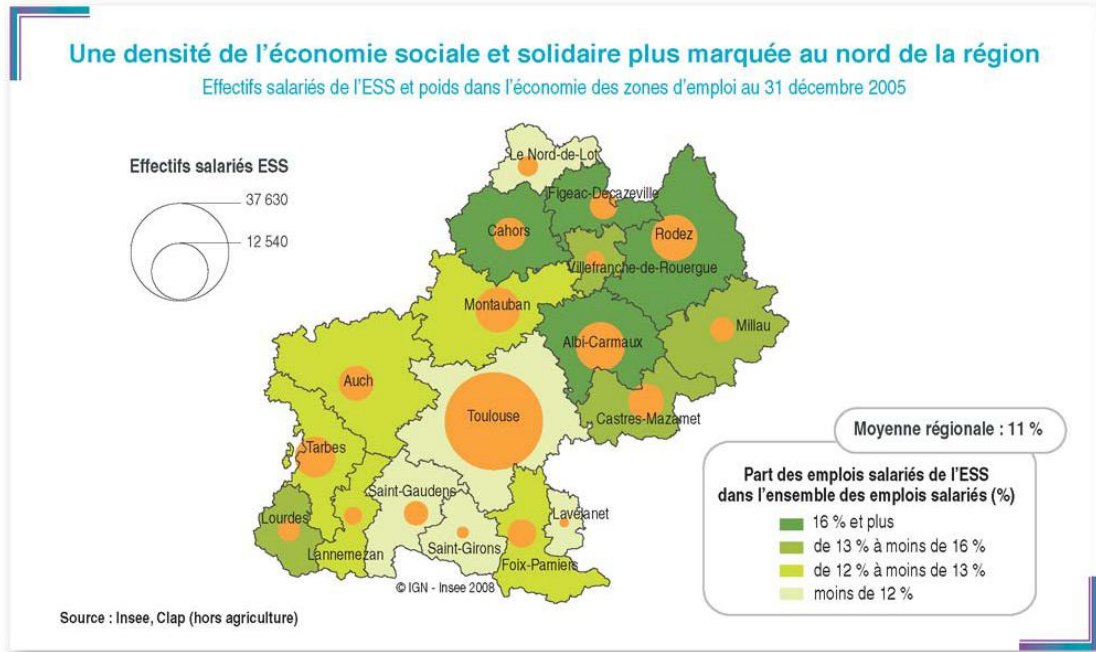 Une densité de l'économie sociale et solidaire plus marquée au nord de la région
Effectifs salariés de l'ESS et poids dans l'économie des zones d'emploi au 31 décembre 2005
Effectifs salariés ESS
37 630
12 540
Le Nord-de-Lot
Figeac-Decazeville
Cahors
Rodez
Villefranche-de-Rouergue
Montauban
Millau
Albi-Carmaux
Auch
Toulouse
Castres-Mazamet
Tarbes
Saint-Gaudens
Lavelanet
Lourdes
Lannemezan
Saint-Girons
Foix-Pamiers
© IGN - Insee 2008
Moyenne régionale : 11 %
Part des emplois salariés de l'ESS
dans l'ensemble des emplois salariés (%)
16 % et plus
de 13 % à moins de 16 %
de 12 % à moins de 13 %
moins de 12 %
Source : Insee, Clap (hors agriculture)